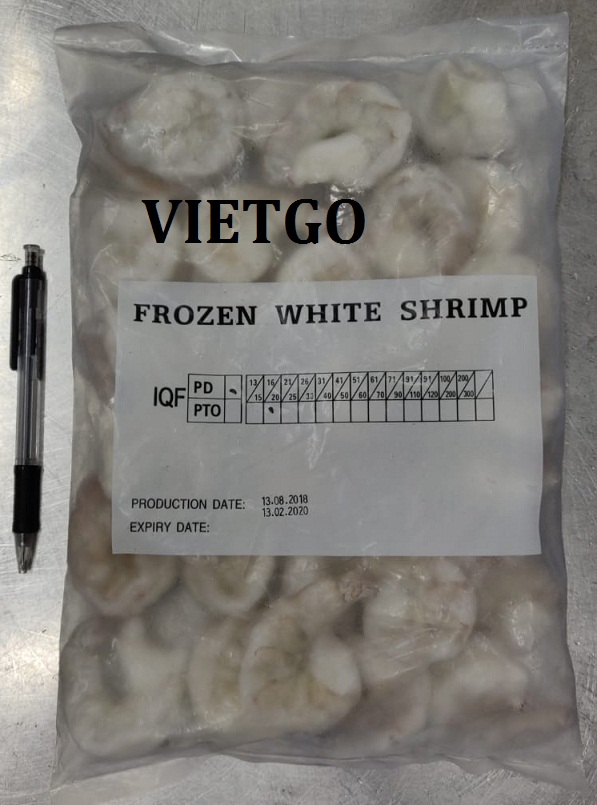 VIETGO
FROZEN WHITE SHRIMP
IQF
PD 13/15 16/20 21/25 26/ 31/40 41/50 51/60 61/70 71/90 91/110 91/120 100/200 200/300 /
PTO
PRODUCTION DATE: 13.08.2018
13.02.2020
EXPIRY DATE: